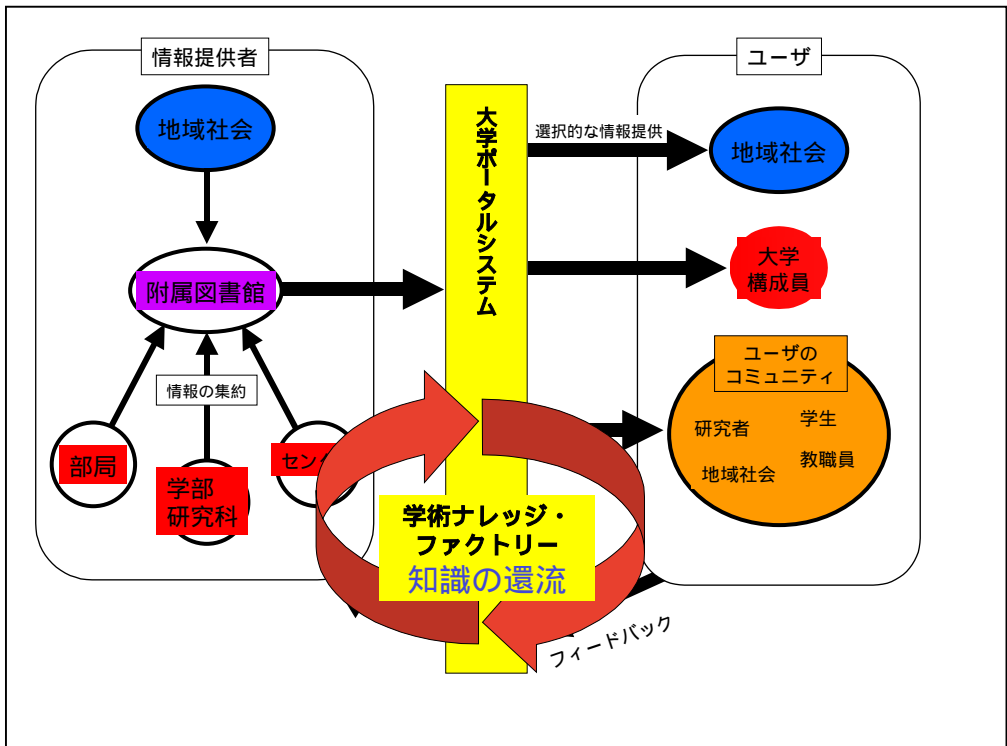 情報提供者
地域社会
附属図書館
情報の集約
部局
学部
研究科
セン
大学ポータルシステム
学術ナレッジ・
ファクトリー
知識の還流
選択的な情報提供
フィードバック
ユーザ
地域社会
大学
構成員
ユーザの
コミュニティ
研究者
学生
地域社会
教職員